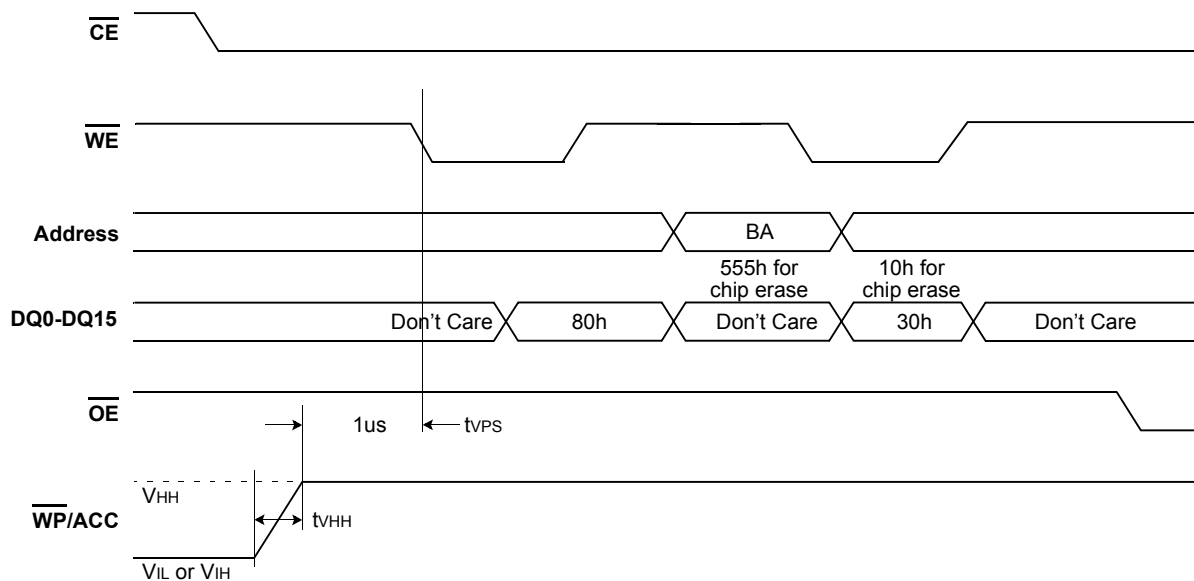 CE
WE
Address
BA
555h for
chip erase
10h for
chip erase
DQ0-DQ15
Don't Care
80h
Don't Care
30h
Don't Care
OE
1us
tVPS
VHH
WP/ACC
tVHH
VIL or VIH